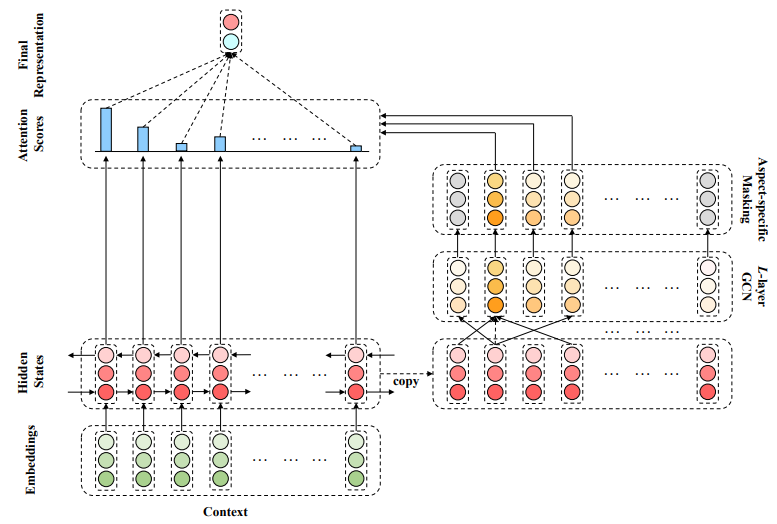 Final
Representation
Attention
Scores
... ... ...
Aspect-specific
Masking
... ... ...
L-layer
GCN
... ... ...
... ... ...
Hidden
States
... ... ...
copy
... ... ...
Embeddings
... ... ...
Context